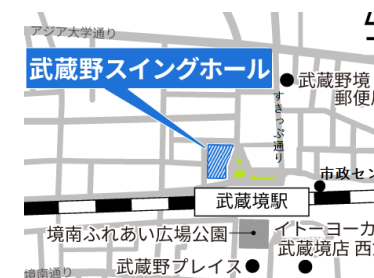 アジア大学通り
武蔵野スイングホール
武蔵野境
郵便
すきっぷ通り
市政セン
武蔵境駅
境南ふれあい広場公園
イトーヨーカ
武蔵境店 西
武蔵野プレイス
境南通り